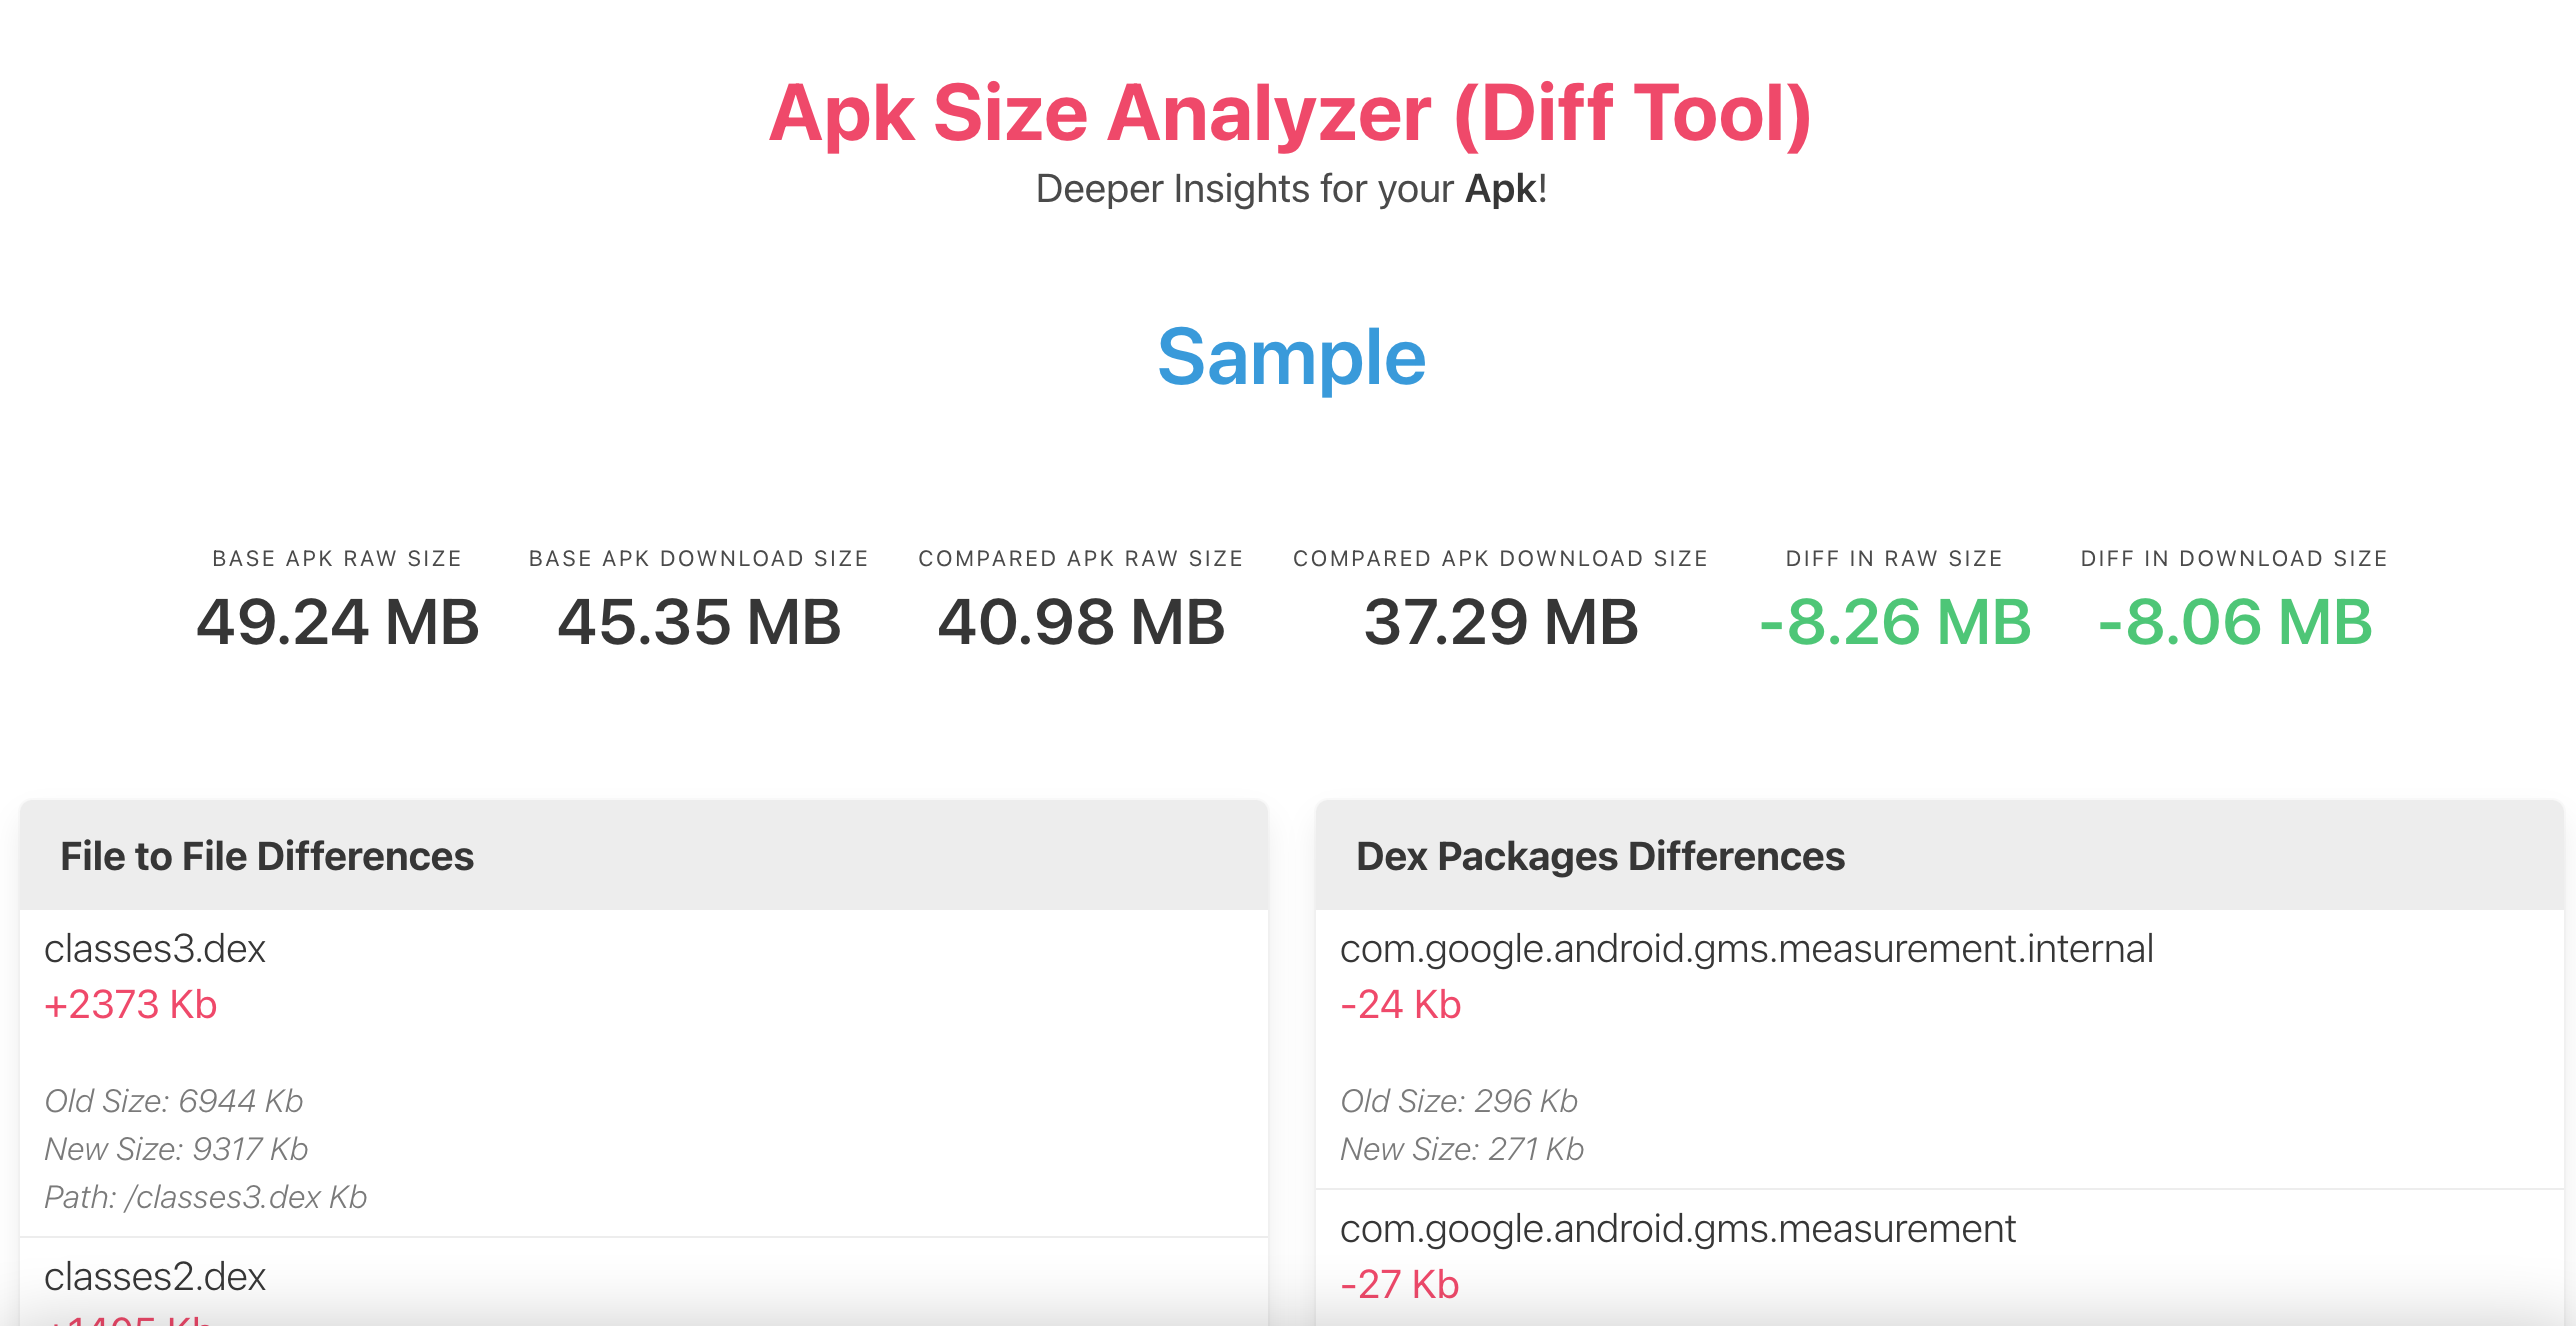 Apk Size Analyzer (Diff Tool)
Deeper Insights for your Apk!
Sample
BASE APK RAW SIZE
49.24 MB
BASE APK DOWNLOAD SIZE
45.35 MB
COMPARED APK RAW SIZE
40.98 MB
COMPARED APK DOWNLOAD SIZE
37.29 MB
DIFF IN RAW SIZE
-8.26 MB
DIFF IN DOWNLOAD SIZE
-8.06 MB
File to File Differences
classes3.dex
+2373 Kb
Old Size: 6944 Kb
New Size: 9317 Kb
Path: /classes3.dex Kb
classes2.dex
Dex Packages Differences
com.google.android.gms.measurement.internal
-24 Kb
Old Size: 296 Kb
New Size: 271 Kb
com.google.android.gms.measurement
-27 Kb